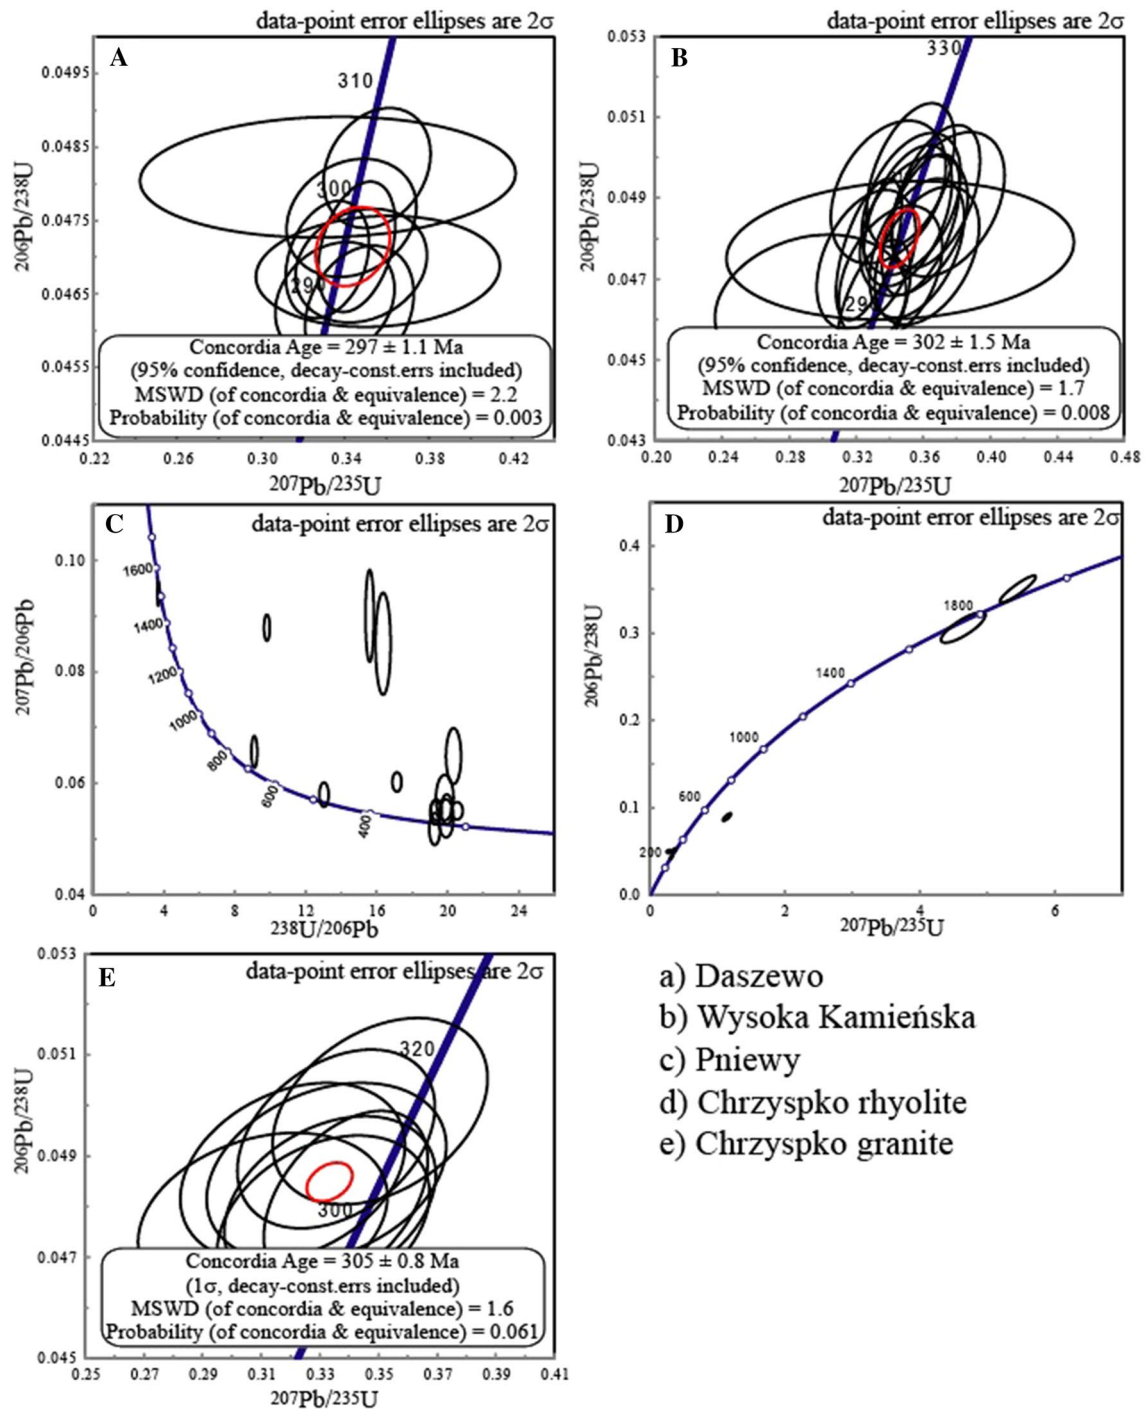 data-point error ellipses are 2σ
A
0.0495
310
0.0485
206Pb/238U
300
0.0475
0.0465
290
Concordia Age = 297 ± 1.1 Ma
(95% confidence, decay-const.errs included)
0.0455
MSWD (of concordia & equivalence) = 2.2
Probability (of concordia & equivalence) = 0.003
0.0445
0.22 0.26 0.30 0.34 0.38 0.42
207Pb/235U
data-point error ellipses are 2σ
0.053
B
330
0.051
206Pb/238U
0.049
0.047
Concordia Age = 302 ± 1.5 Ma
0.045
(95% confidence, decay-const.errs included)
MSWD (of concordia & equivalence) = 1.7
Probability (of concordia & equivalence) = 0.008
0.043
0.20 0.24 0.28 0.32 0.36 0.40 0.44 0.48
207Pb/235U
C
data-point error ellipses are 2σ
0.10
1600
207Pb/206Pb
1400
0.08
1200
1000
800
0.06
600
400
0.04
0 4 8 12 16 20 24
238U/206Pb
D
data-point error ellipses are 2σ
0.4
1800
0.3
206Pb/238U
1400
0.2
1000
600
0.1
200
0.0
0 2 4 6
207Pb/235U
0.053
E
data-point error ellipses are 2σ
0.051
320
206Pb/238U
0.049
300
0.047
Concordia Age = 305 ± 0.8 Ma
(1σ, decay-const.errs included)
MSWD (of concordia & equivalence) = 1.6
Probability (of concordia & equivalence) = 0.061
0.045
0.25 0.27 0.29 0.31 0.33 0.35 0.37 0.39 0.41
207Pb/235U
a) Daszewo
b) Wysoka Kamieńska
c) Pniewy
d) Chrzyspko rhyolite
e) Chrzyspko granite